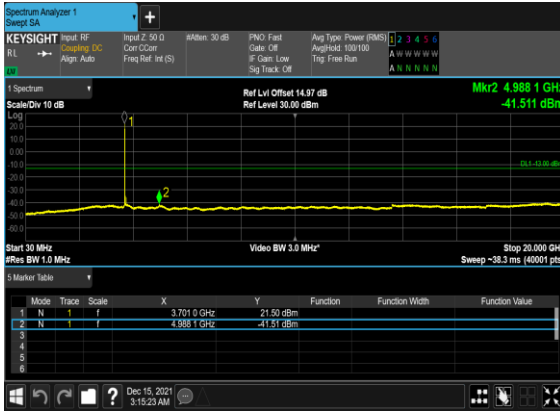 Spectrum Analyzer 1
Swept SA
KEYSIGHT Input: RF Input Z: 50 Ω #Atten: 30 dB PNO: Fast Avg Type: Power (RMS) 1 2 3 4 5 6
RL Coupling: DC Corr CCorr Gate: Off Avg|Hold: 100/100 A W W W W W
Align: Auto Freq Ref: Int (S) IF Gain: Low Trig: Free Run
Sig Track: Off A N N N N N
1 Spectrum
Ref Lvl Offset 14.97 dB Mkr2 4.988 1 GHz
Scale/Div 10 dB Ref Level 30.00 dBm -41.511 dBm
Log
20.0
10.0
0.00
-10.0
-20.0
-30.0
-40.0
-50.0
-60.0
1
2
DL1 -13.00 dBm
Start 30 MHz Video BW 3.0 MHz* Stop 20.000 GHz
#Res BW 1.0 MHz Sweep ~38.3 ms (40001 pts)
5 Marker Table
Mode Trace Scale X Y Function Function Width Function Value
1 N 1 f 3.701 0 GHz 21.50 dBm
2 N 1 f 4.988 1 GHz -41.51 dBm
3
4
5
6
Dec 15, 2021
3:15:23 AM